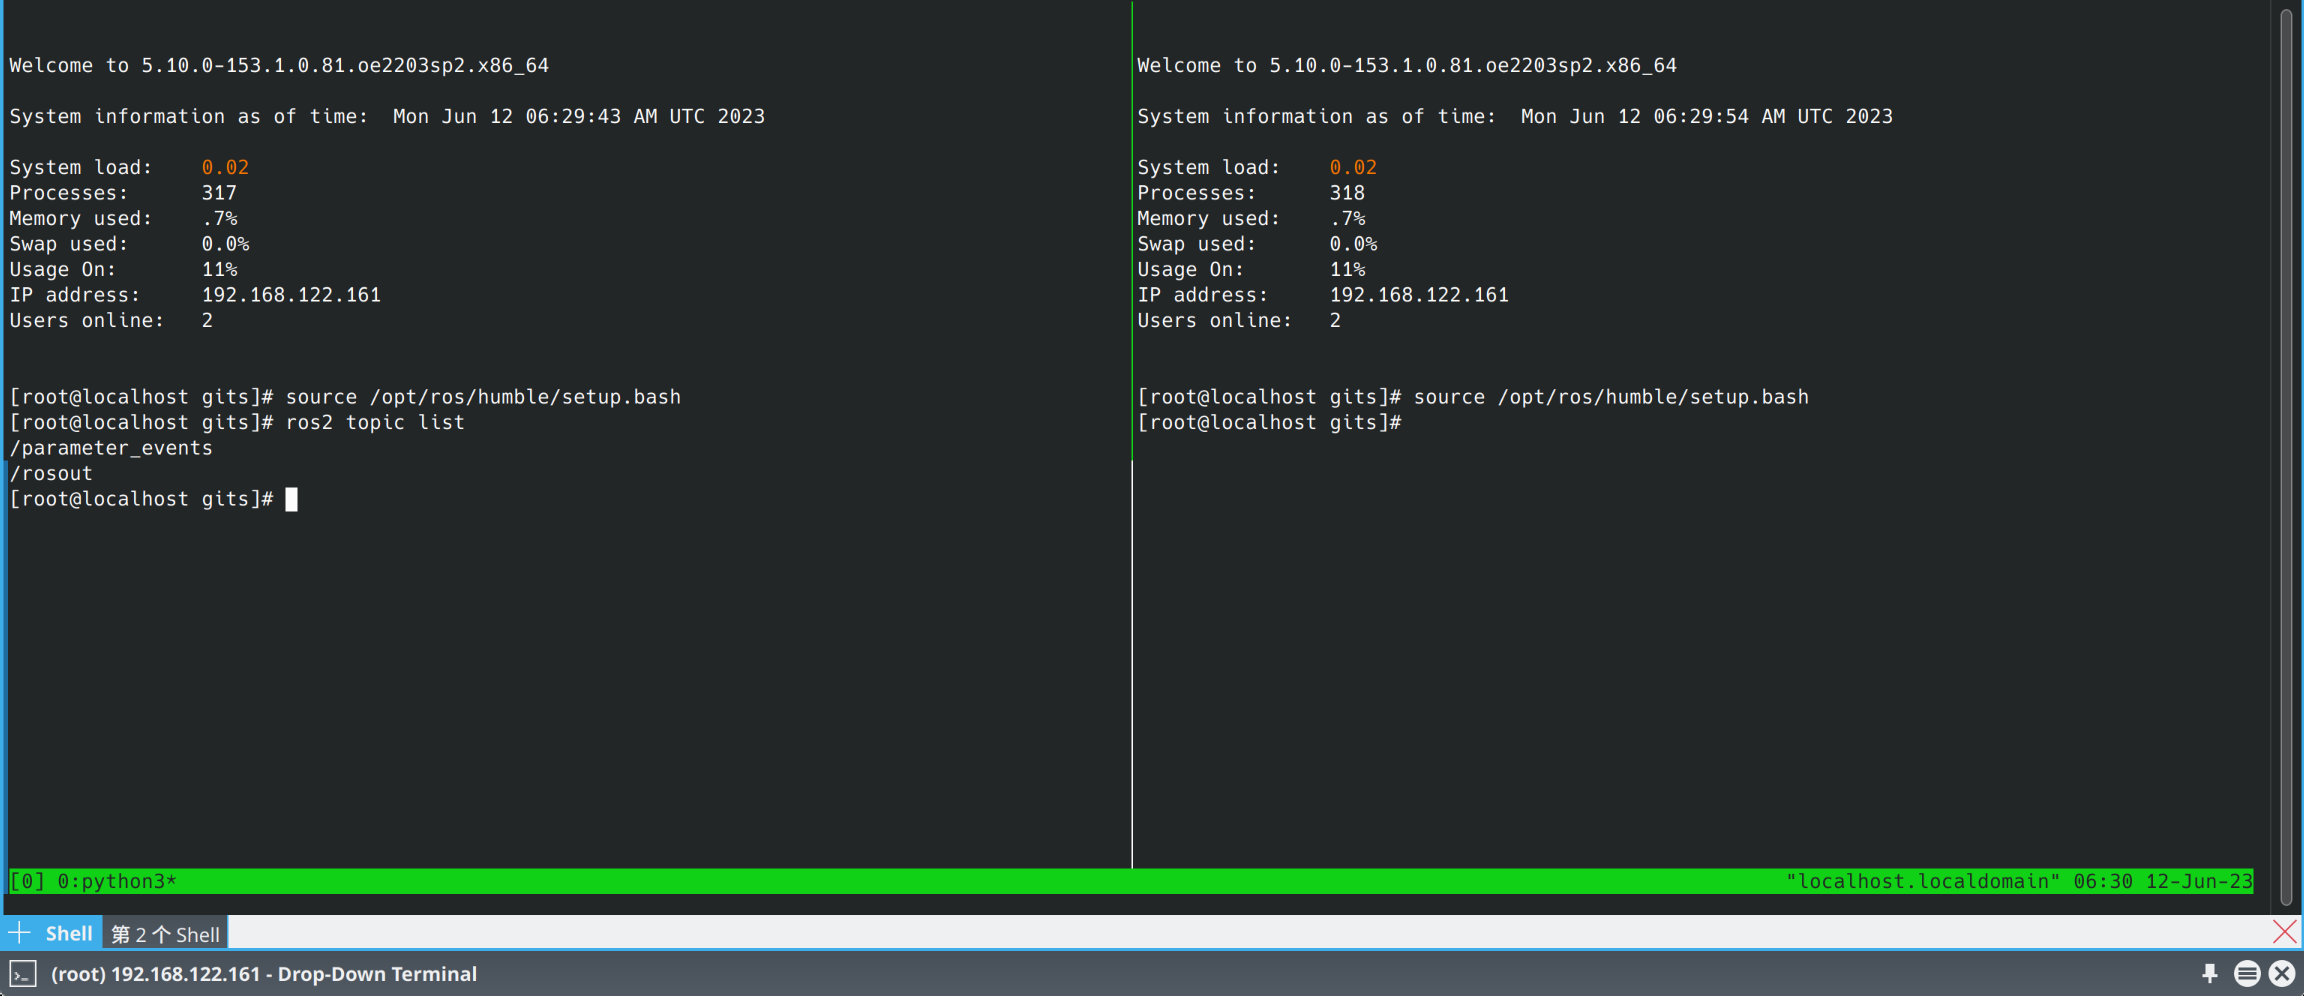 Welcome to 5.10.0-153.1.0.81.oe2203sp2.x86_64
System information as of time:  Mon Jun 12 06:29:43 AM UTC 2023
System load:    0.02
Processes:      317
Memory used:    .7%
Swap used:      0.0%
Usage On:       11%
IP address:     192.168.122.161
Users online:   2
[root@localhost gits]# source /opt/ros/humble/setup.bash
[root@localhost gits]# ros2 topic list
/parameter_events
/rosout
[root@localhost gits]#
Welcome to 5.10.0-153.1.0.81.oe2203sp2.x86_64
System information as of time:  Mon Jun 12 06:29:54 AM UTC 2023
System load:    0.02
Processes:      318
Memory used:    .7%
Swap used:      0.0%
Usage On:       11%
IP address:     192.168.122.161
Users online:   2
[root@localhost gits]# source /opt/ros/humble/setup.bash
[root@localhost gits]#
[0] 0:python3* "localhost.localdomain" 06:30 12-Jun-23
Shell 第 2 个 Shell
(root) 192.168.122.161 - Drop-Down Terminal